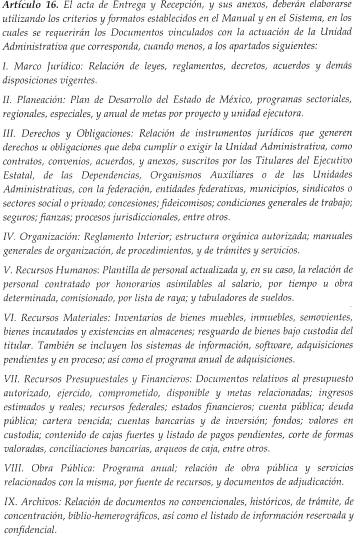 Artículo 16. El acta de Entrega y Recepción, y sus anexos, deberán elaborarse
utilizando los criterios y formatos establecidos en el Manual y en el Sistema, en los
cuales se requerirán los Documentos vinculados con la actuación de la Unidad
Administrativa que corresponda, cuando menos, a los apartados siguientes:
I. Marco Jurídico: Relación de leyes, reglamentos, decretos, acuerdos y demás
disposiciones vigentes.
II. Planeación: Plan de Desarrollo del Estado de México, programas sectoriales,
regionales, especiales, y anual de metas por proyecto y unidad ejecutora.
III. Derechos y Obligaciones: Relación de instrumentos jurídicos que generen
derechos u obligaciones que deba cumplir o exigir la Unidad Administrativa, como
contratos, convenios, acuerdos, y anexos, suscritos por los Titulares del Ejecutivo
Estatal, de las Dependencias, Organismos Auxiliares o de las Unidades
Administrativas, con la federación, entidades federativas, municipios, sindicatos o
sectores social o privado; concesiones; fideicomisos; condiciones generales de trabajo;
seguros; fianzas; procesos jurisdiccionales, entre otros.
IV. Organización: Reglamento Interior; estructura orgánica autorizada; manuales
generales de organización, de procedimientos, y de trámites y servicios.
V. Recursos Humanos: Plantilla de personal actualizada y, en su caso, la relación de
personal contratado por honorarios asimilables al salario, por tiempo u obra
determinada, comisionado, por lista de raya; y tabuladores de sueldos.
VI. Recursos Materiales: Inventarios de bienes muebles, inmuebles, semovientes,
bienes incautados y existencias en almacenes; resguardo de bienes bajo custodia del
titular. También se incluyen los sistemas de información, software, adquisiciones
pendientes y en proceso; así como el programa anual de adquisiciones.
VII. Recursos Presupuestales y Financieros: Documentos relativos al presupuesto
autorizado, ejercido, comprometido, disponible y metas relacionadas; ingresos
estimados y reales; recursos federales; estados financieros; cuenta pública; deuda
pública; cartera vencida; cuentas bancarias y de inversión; fondos; valores en
custodia; contenido de cajas fuertes y listado de pagos pendientes, corte de formas
valoradas, conciliaciones bancarias, arqueos de caja, entre otros.
VIII. Obra Pública: Programa anual; relación de obra pública y servicios
relacionados con la misma, por fuente de recursos, y documentos de adjudicación.
IX. Archivos: Relación de documentos no convencionales, históricos, de trámite, de
concentración, biblio-hemerográficos, así como el listado de información reservada y
confidencial.